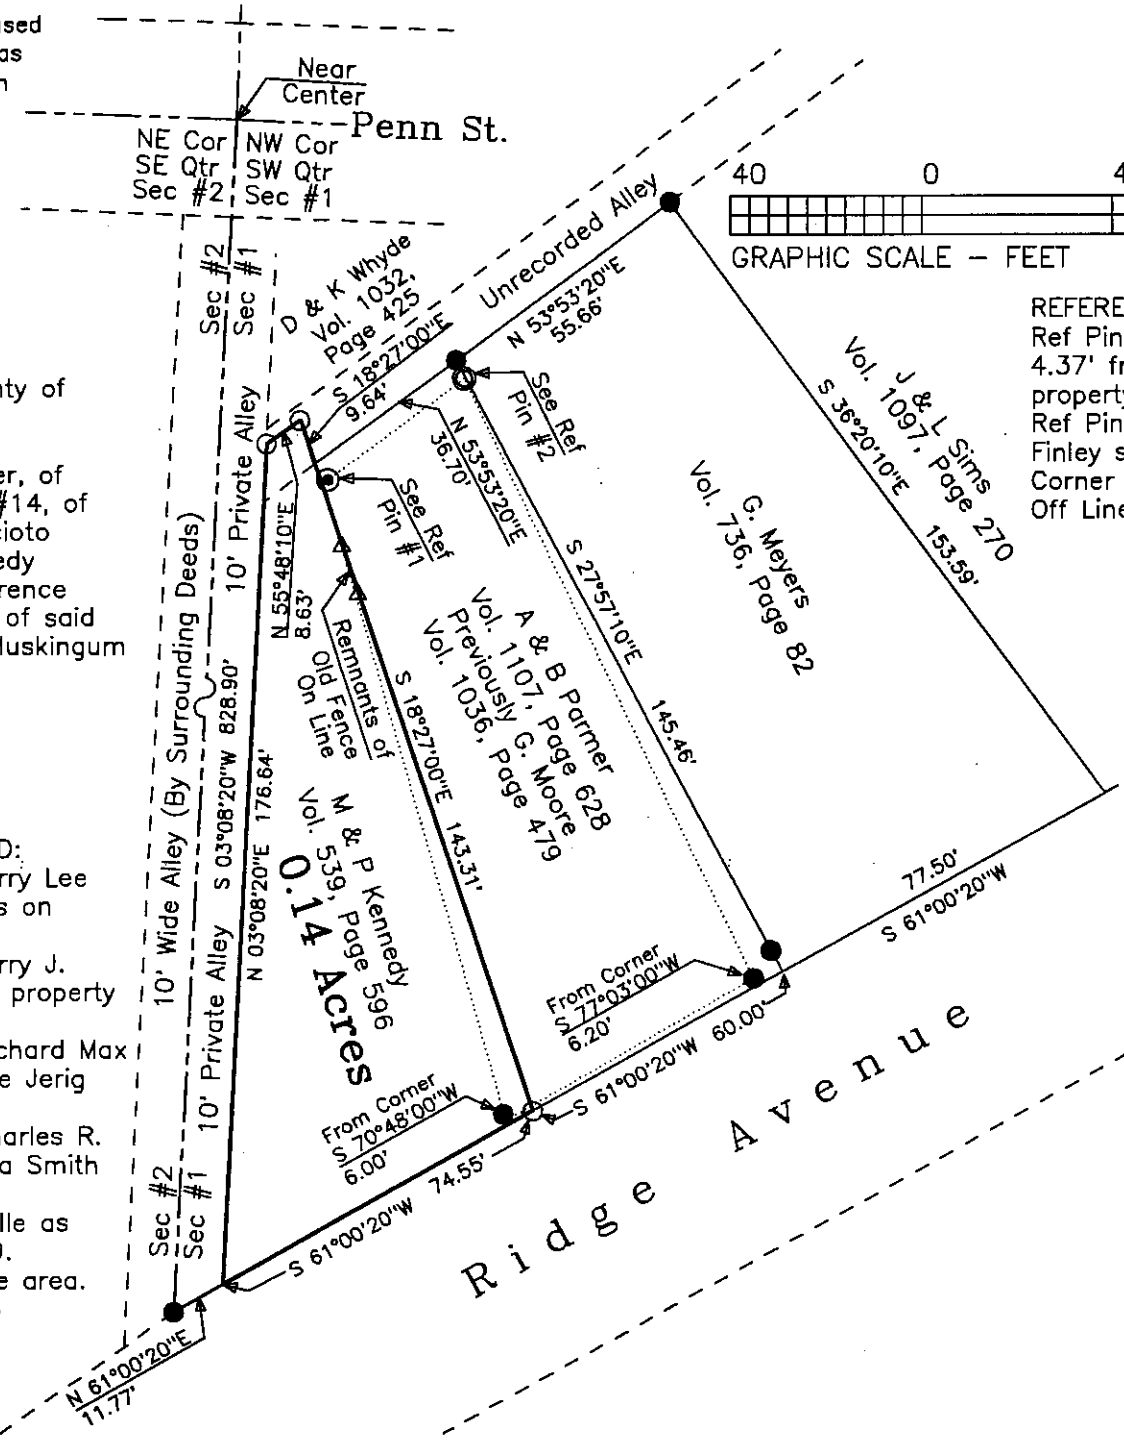 ised
as
n
Near
Center
Penn St.
NE Cor
SE Qtr
Sec #2
NW Cor
SW Qtr
Sec #1
40 0 4
GRAPHIC SCALE – FEET
Sec #2
Sec #1
D & K Whyde
Vol. 1032,
Page 425
Unrecorded Alley
S 18°27'00"E
9.64'
N 53°53'20"E
55.66'
REFERE
Ref Pin
4.37' fr
property
Ref Pin
Finley s
Corner
Off Line
J & L Sims
Vol. 1097, Page 270
S 36°20'10"E
153.59'
nty of
er, of
#14, of
cioto
edy
erence
of said
Muskingum
See Ref
Pin #2
N 53°53'20"E
36.70'
See Ref
Pin #1
N 55°48'10"E
8.63'
G. Meyers
Vol. 736, Page 82
S 27°57'10"E
145.46'
A & B Parmer
Vol. 1107, Page 628
Previously G. Moore
Vol. 1036, Page 479
Remnants of
Old Fence
On Line
S 18°27'00"E 143.31'
10' Private Alley
10' Wide Alley (By Surrounding Deeds)
S 03°08'20"W 828.90'
N 03°08'20"E 176.64'
10' Private Alley
M & P Kennedy
Vol. 539, Page 596
0.14 Acres
D:
rry Lee
s on
rry J.
property
chard Max
e Jerig
harles R.
a Smith
lle as
e area.
77.50'
S 61°00'20"W
From Corner
S 77°03'00"W
6.20'
S 61°00'20"W 60.00'
From Corner
S 70°48'00"W
6.00'
S 61°00'20"W 74.55'
Ridge Avenue
Sec #2
Sec #1
N 61°00'20"E
11.77'